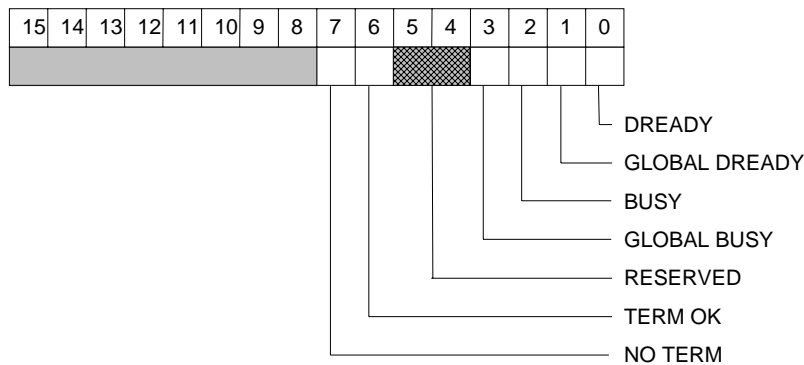 15 14 13 12 11 10 9 8 7 6 5 4 3 2 1 0
DREADY
GLOBAL DREADY
BUSY
GLOBAL BUSY
RESERVED
TERM OK
NO TERM